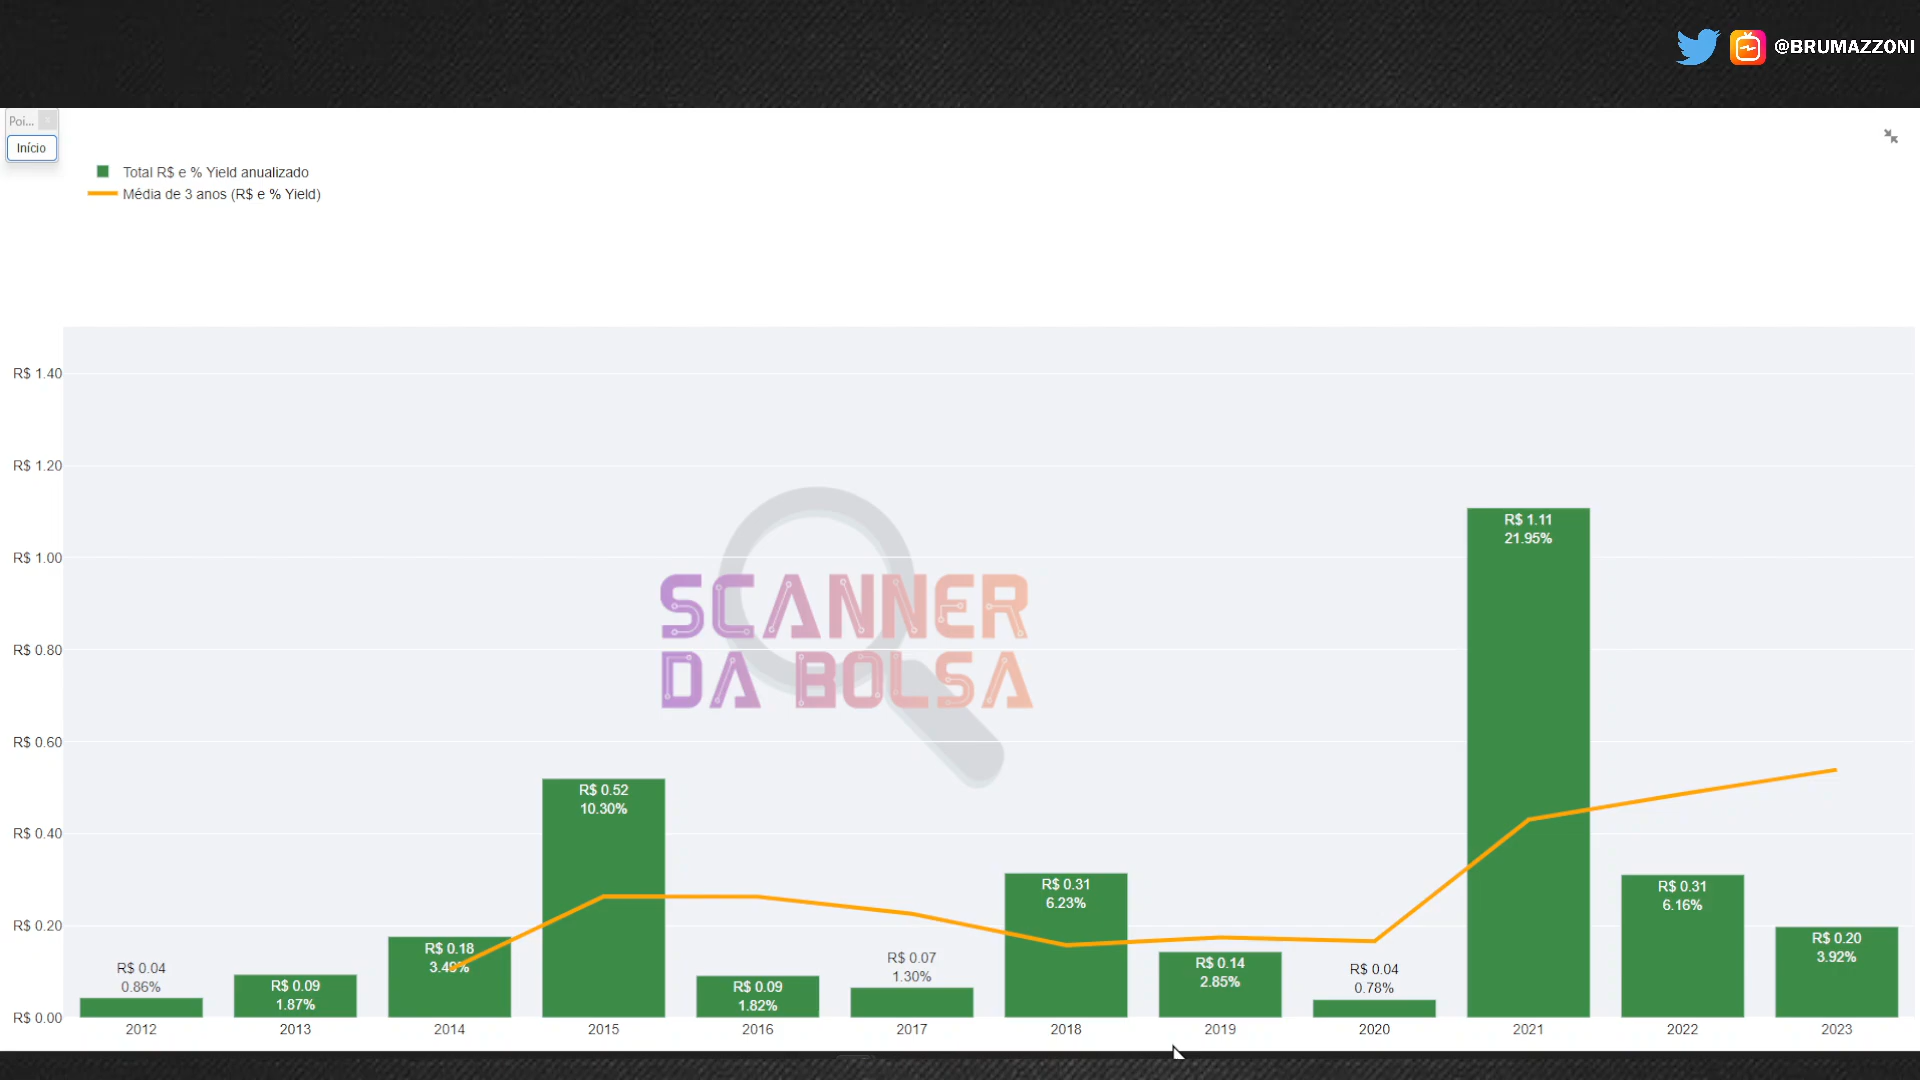 @BRUMAZZONI
Poi...
Início
Total R$ e % Yield anualizado
Média de 3 anos (R$ e % Yield)
R$ 1.40
R$ 1.20
R$ 1.00
R$ 0.80
R$ 0.60
R$ 0.40
R$ 0.20
R$ 0.00
SCANNER
DA BOLSA
R$ 0.04
0.86%
R$ 0.09
1.87%
R$ 0.18
3.49%
R$ 0.52
10.30%
R$ 0.09
1.82%
R$ 0.07
1.30%
R$ 0.31
6.23%
R$ 0.14
2.85%
R$ 0.04
0.78%
R$ 1.11
21.95%
R$ 0.31
6.16%
R$ 0.20
3.92%
2012 2013 2014 2015 2016 2017 2018 2019 2020 2021 2022 2023